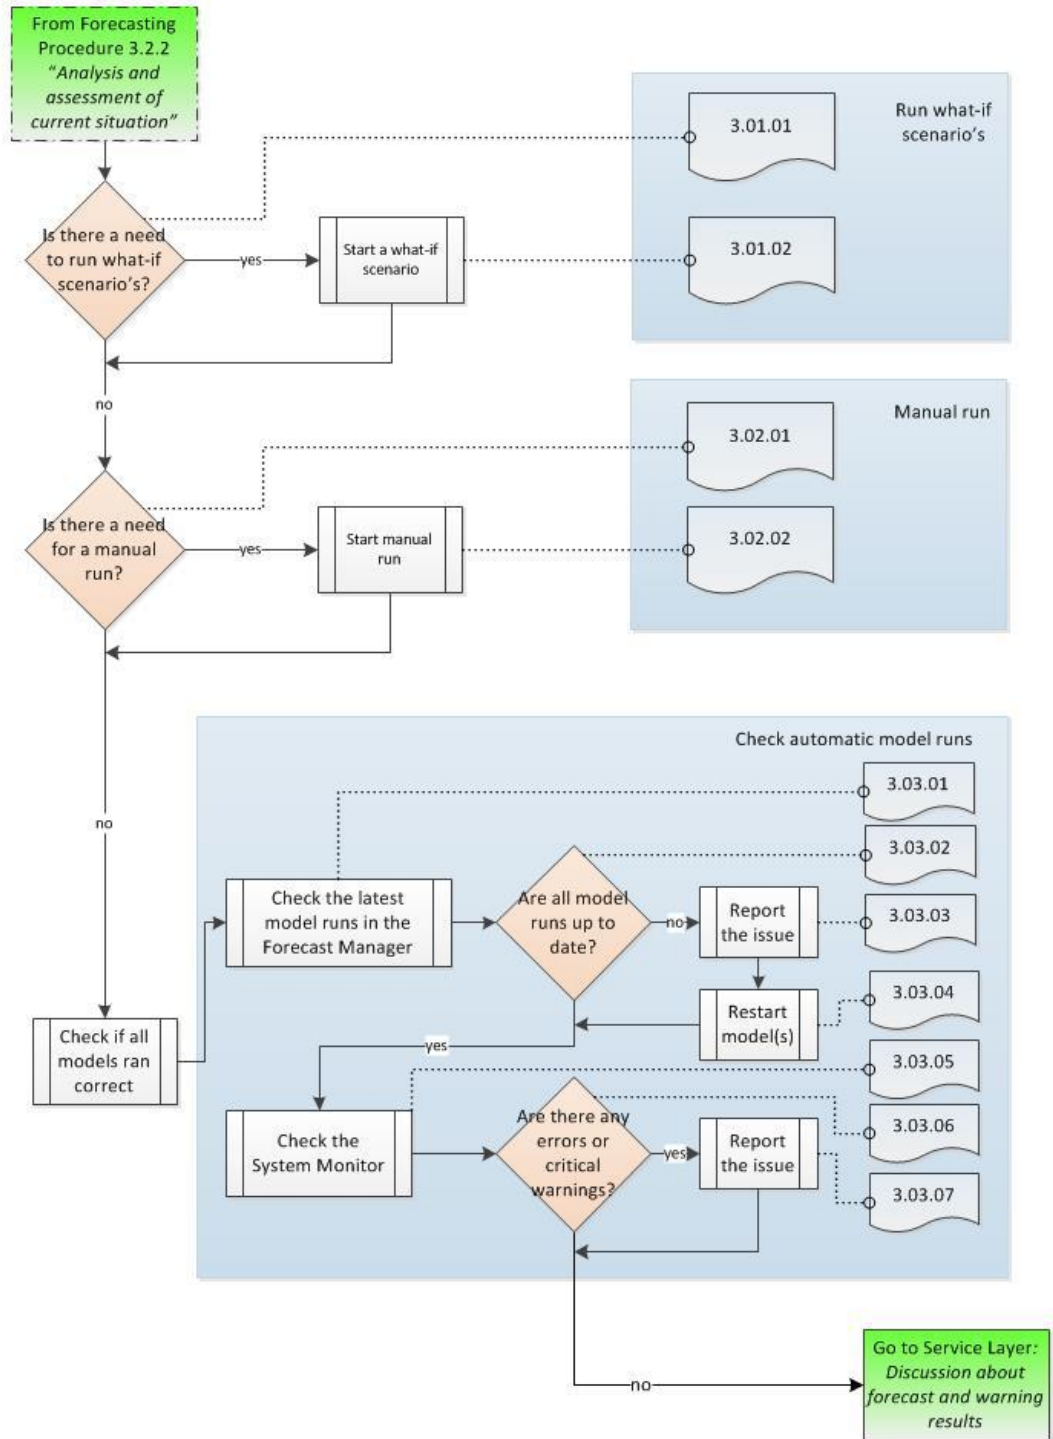 From Forecasting
Procedure 3.2.2
“Analysis and
assessment of
current situation”
Run what-if
scenario's
3.01.01
Is there a need
to run what-if
scenario's?
yes
Start a what-if
scenario
3.01.02
no
Manual run
3.02.01
Is there a need
for a manual
run?
yes
Start manual
run
3.02.02
no
Check automatic model runs
3.03.01
3.03.02
Check the latest
model runs in the
Forecast Manager
Are all model
runs up to
date?
no
Report
the issue
3.03.03
Restart
model(s)
3.03.04
Check if all
models ran
correct
yes
3.03.05
Check the
System Monitor
Are there any
errors or
critical
warnings?
yes
Report
the issue
3.03.06
3.03.07
no
Go to Service Layer:
Discussion about
forecast and warning
results